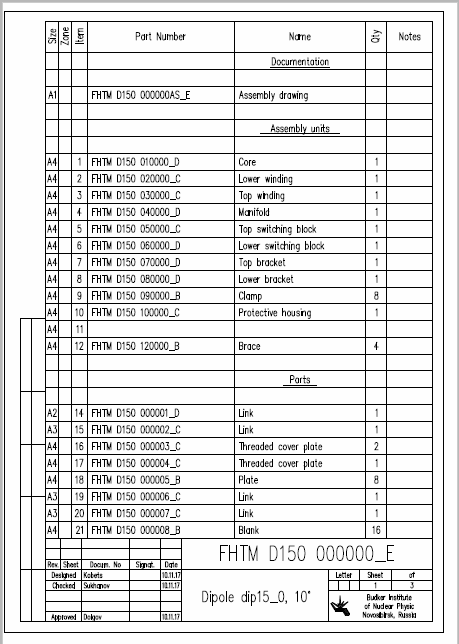 Size Zone Item Part Number Name Qty Notes
Documentation
A1 FHTM D150 000000AS_E Assembly drawing
Assembly units
A4 1 FHTM D150 010000_D Core 1
A4 2 FHTM D150 020000_C Lower winding 1
A4 3 FHTM D150 030000_C Top winding 1
A4 4 FHTM D150 040000_D Manifold 1
A4 5 FHTM D150 050000_C Top switching block 1
A4 6 FHTM D150 060000_D Lower switching block 1
A4 7 FHTM D150 070000_D Top bracket 1
A4 8 FHTM D150 080000_D Lower bracket 1
A4 9 FHTM D150 090000_B Clamp 8
A4 10 FHTM D150 100000_C Protective housing 1
A4 11
A4 12 FHTM D150 120000_B Brace 4
Parts
A2 14 FHTM D150 000001_D Link 1
A3 15 FHTM D150 000002_C Link 1
A4 16 FHTM D150 000003_C Threaded cover plate 2
A4 17 FHTM D150 000004_C Threaded cover plate 1
A4 18 FHTM D150 000005_B Plate 8
A3 19 FHTM D150 000006_C Link 1
A3 20 FHTM D150 000007_C Link 1
A4 21 FHTM D150 000008_B Blank 16
FHTM D150 000000_E
Rev. Sheet Docum. No Signat. Date
Designed Kobets 10.11.17
Checked Sukhanov 10.11.17
Approved Dolgov 10.11.17
Dipole dip15_0, 10°
Letter Sheet of
1 3
Budker Institute
of Nuclear Physic
Novosibirsk, Russia